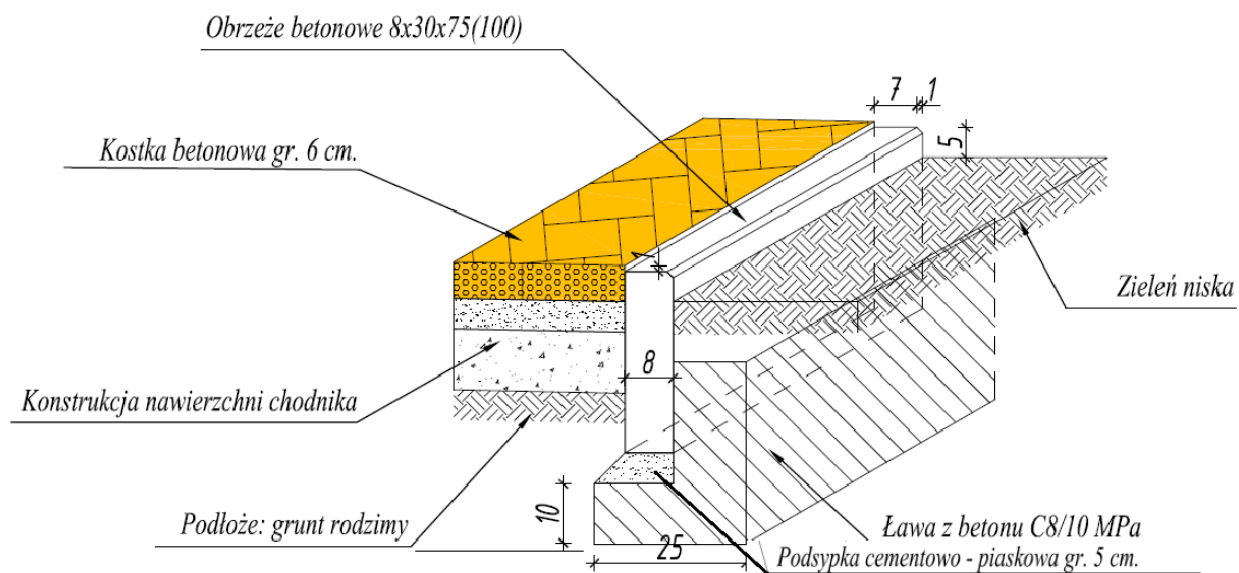 Obrzeże betonowe 8x30x75(100)
7
1
5
Kostka betonowa gr. 6 cm.
1
Zieleń niska
8
Konstrukcja nawierzchni chodnika
10
Podłoże: grunt rodzimy
Ława z betonu C8/10 MPa
25
Podsypka cementowo - piaskowa gr. 5 cm.